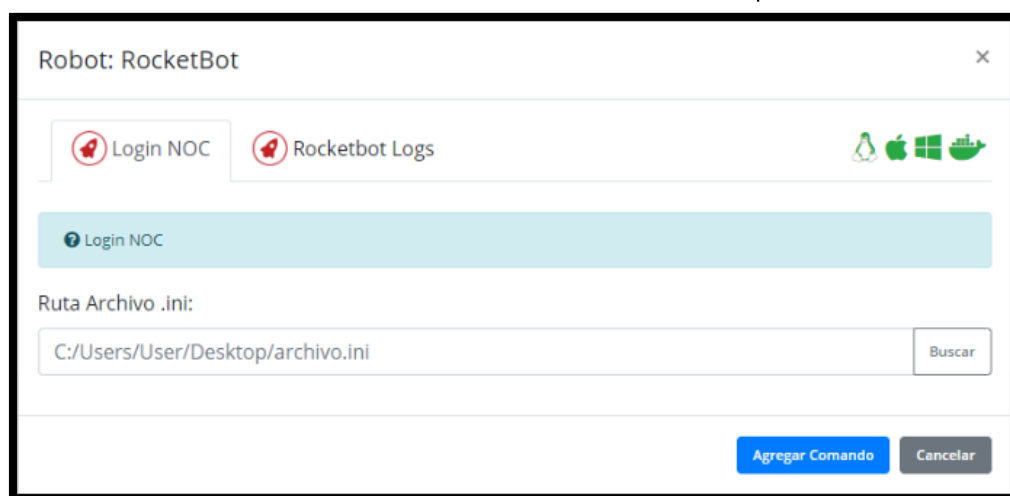 Robot: RocketBot ×
Login NOC Rocketbot Logs
Login NOC
Ruta Archivo .ini:
C:/Users/User/Desktop/archivo.ini Buscar
Agregar Comando Cancelar